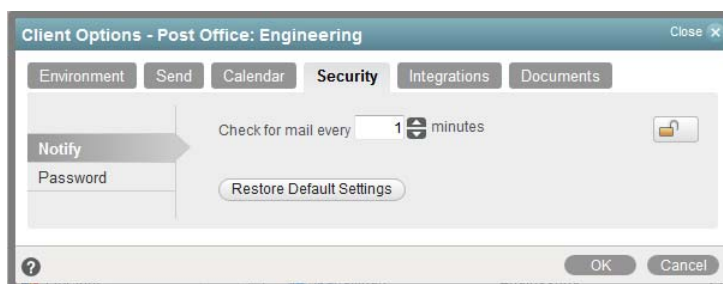 Client Options - Post Office: Engineering
Close
Environment
Send
Calendar
Security
Integrations
Documents
Check for mail every 1 minutes
Notify
Password
Restore Default Settings
?
OK
Cancel